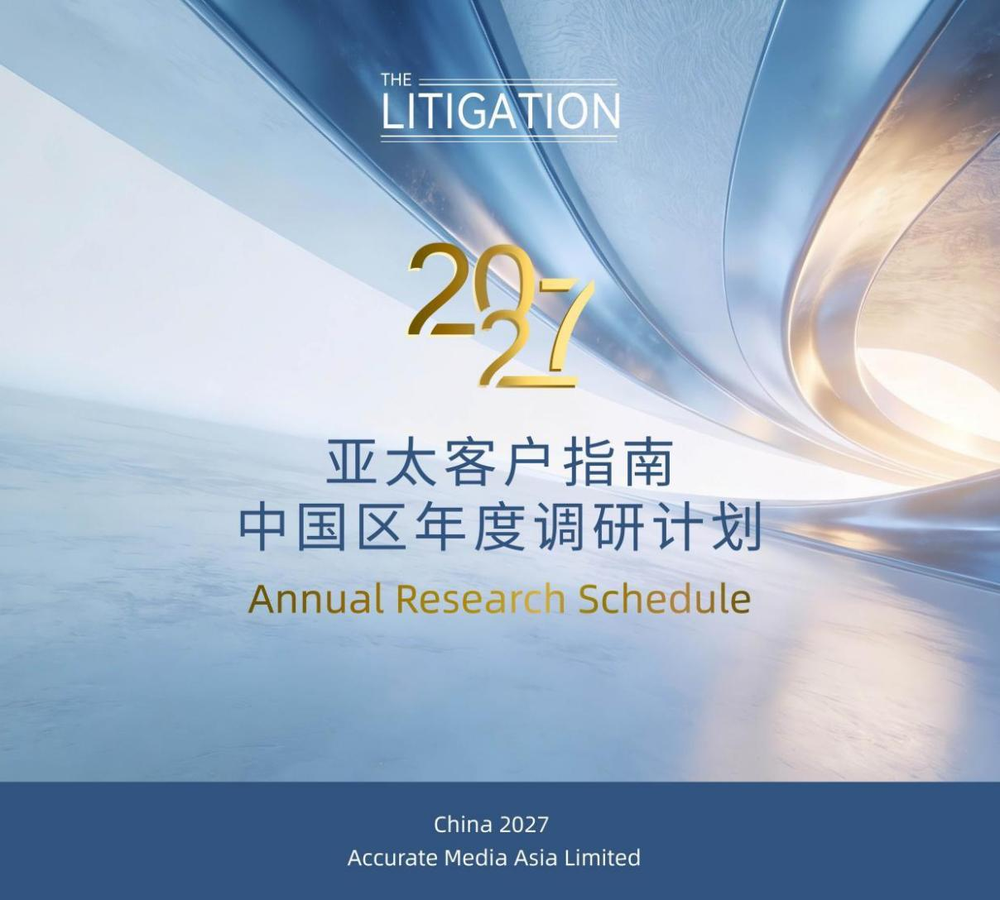 THE
LITIGATION
2027
亚太客户指南
中国区年度调研计划
Annual Research Schedule
China 2027
Accurate Media Asia Limited